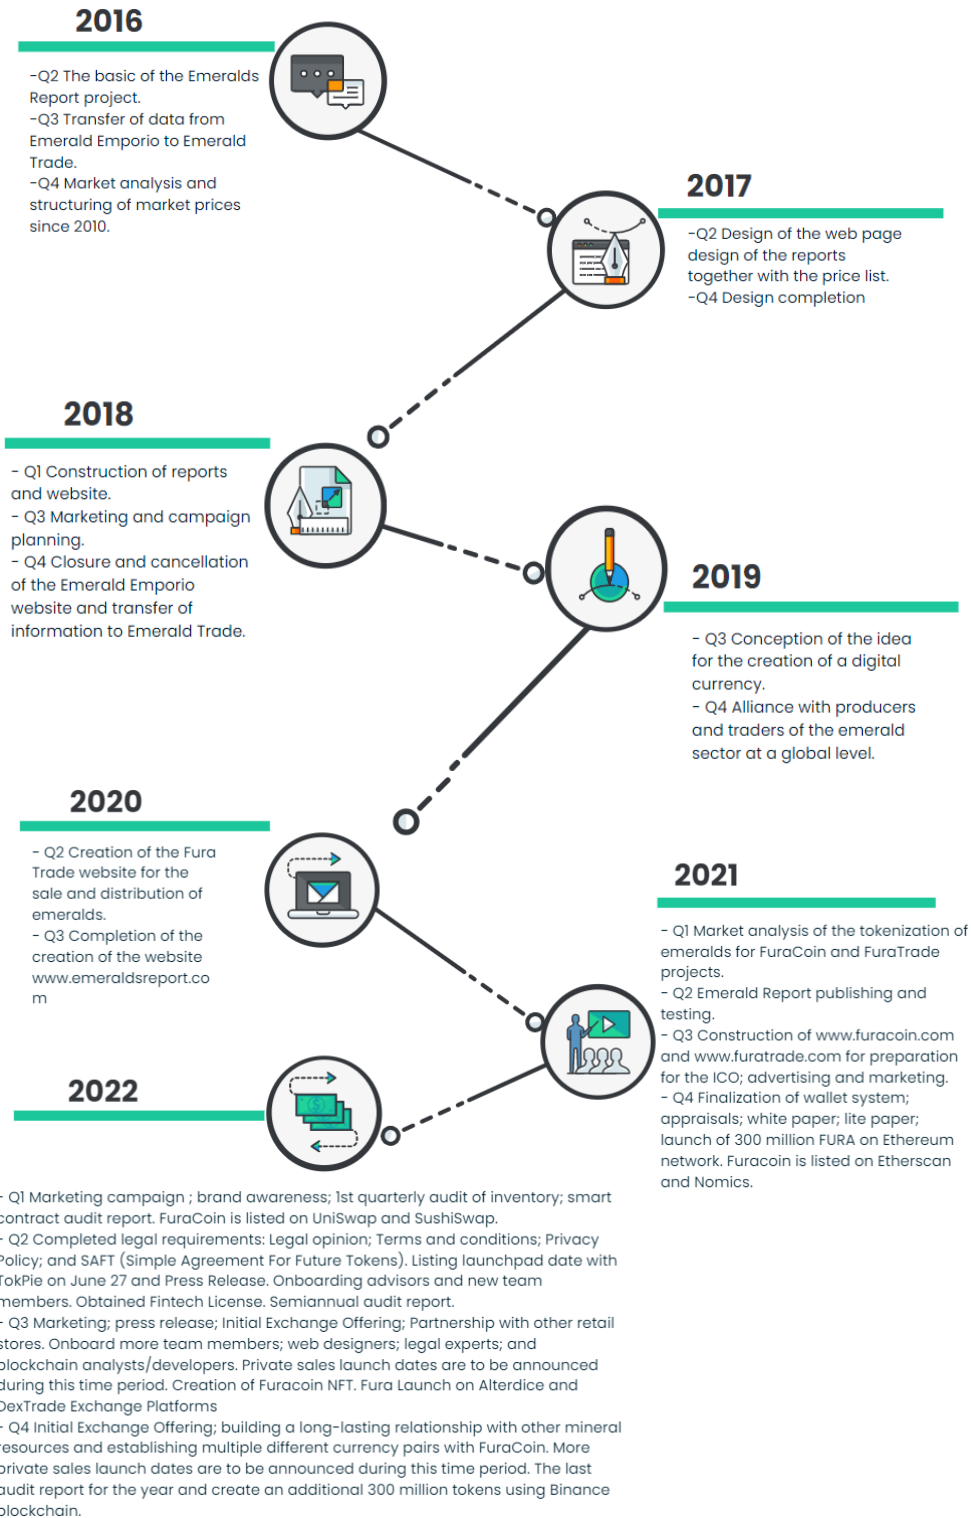 2016
-Q2 The basic of the Emeralds
Report project.
-Q3 Transfer of data from
Emerald Emporio to Emerald
Trade.
-Q4 Market analysis and
structuring of market prices
since 2010.
2017
-Q2 Design of the web page
design of the reports
together with the price list.
-Q4 Design completion
2018
- Q1 Construction of reports
and website.
- Q3 Marketing and campaign
planning.
- Q4 Closure and cancellation
of the Emerald Emporio
website and transfer of
information to Emerald Trade.
2019
- Q3 Conception of the idea
for the creation of a digital
currency.
- Q4 Alliance with producers
and traders of the emerald
sector at a global level.
2020
- Q2 Creation of the Fura
Trade website for the
sale and distribution of
emeralds.
- Q3 Completion of the
creation of the website
www.emeraldsreport.co
m
2021
- Q1 Market analysis of the tokenization of
emeralds for FuraCoin and FuraTrade
projects.
- Q2 Emerald Report publishing and
testing.
- Q3 Construction of www.furacoin.com
and www.furatrade.com for preparation
for the ICO; advertising and marketing.
- Q4 Finalization of wallet system;
appraisals; white paper; lite paper;
launch of 300 million FURA on Ethereum
network. Furacoin is listed on Etherscan
and Nomics.
2022
- Q1 Marketing campaign ; brand awareness; 1st quarterly audit of inventory; smart
contract audit report. FuraCoin is listed on UniSwap and SushiSwap.
- Q2 Completed legal requirements: Legal opinion; Terms and conditions; Privacy
Policy; and SAFT (Simple Agreement For Future Tokens). Listing launchpad date with
TokPie on June 27 and Press Release. Onboarding advisors and new team
members. Obtained Fintech License. Semiannual audit report.
- Q3 Marketing; press release; Initial Exchange Offering; Partnership with other retail
stores. Onboard more team members; web designers; legal experts; and
blockchain analysts/developers. Private sales launch dates are to be announced
during this time period. Creation of Furacoin NFT. Fura Launch on Alterdice and
DexTrade Exchange Platforms
- Q4 Initial Exchange Offering; building a long-lasting relationship with other mineral
resources and establishing multiple different currency pairs with FuraCoin. More
private sales launch dates are to be announced during this time period. The last
audit report for the year and create an additional 300 million tokens using Binance
blockchain.